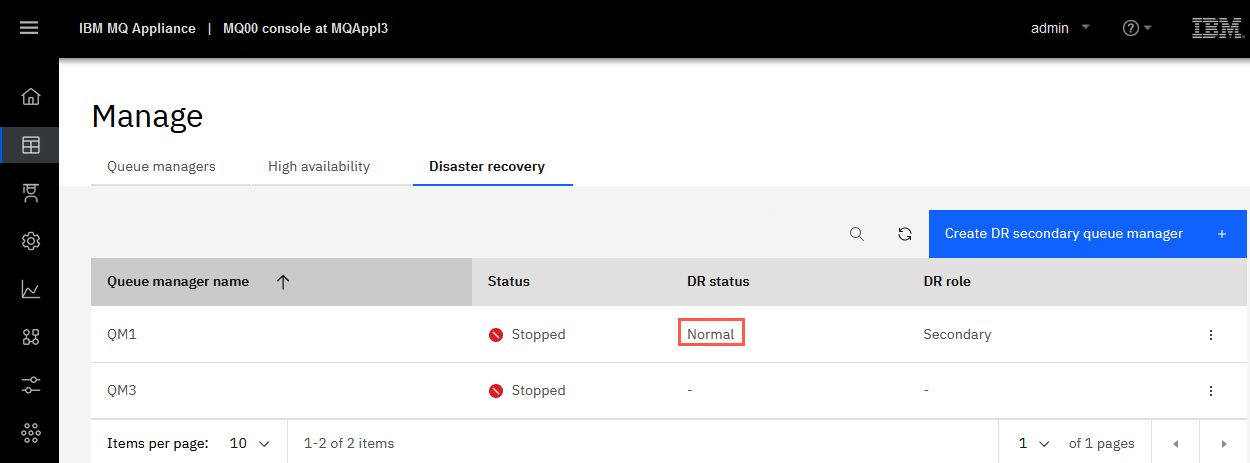 IBM MQ Appliance | MQ00 console at MQAppl3 admin ? IBM
Manage
Queue managers High availability Disaster recovery
Create DR secondary queue manager +
Queue manager name Status DR status DR role
QM1 Stopped Normal Secondary
QM3 Stopped - -
Items per page: 10 1-2 of 2 items 1 of 1 pages